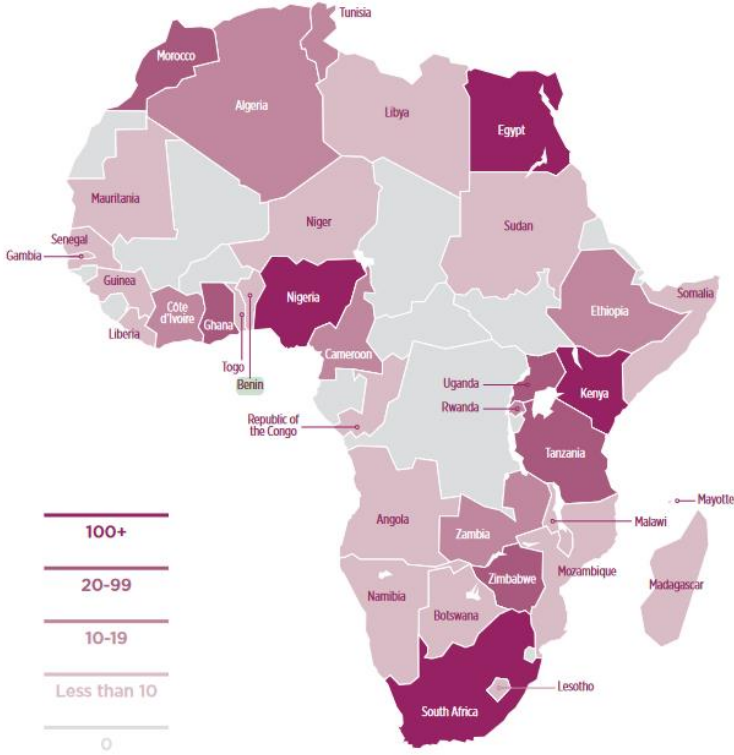 Tunisia
Morocco
Algeria
Libya
Egypt
Mauritania
Niger
Sudan
Senegal
Gambia
Guinea
Côte
d'Ivoire
Ghana
Nigeria
Ethiopia
Somalia
Liberia
Togo
Benin
Cameroon
Uganda
Kenya
Rwanda
Republic of
the Congo
Tanzania
Mayotte
Angola
Malawi
Zambia
Mozambique
Zimbabwe
Madagascar
Namibia
Botswana
Lesotho
South Africa
100+
20-99
10-19
Less than 10
0